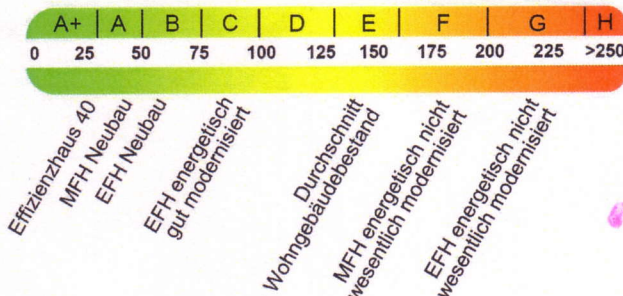 A+ A B C D E F G H
0 25 50 75 100 125 150 175 200 225 >250
Effizienzhaus 40
MFH Neubau
EFH Neubau
EFH energetisch
gut modernisiert
Durchschnitt
Wohngebäudebestand
MFH energetisch nicht
wesentlich modernisiert
EFH energetisch nicht
wesentlich modernisiert